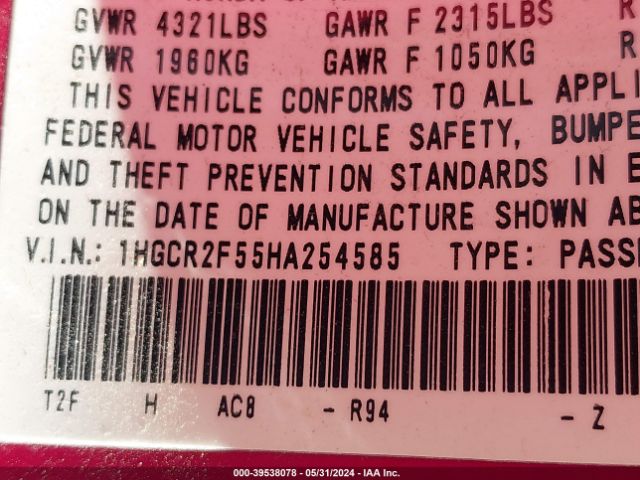 GVWR 4321LBS GAWR F 2315LBS R
GVWR 1960KG GAWR F 1050KG R
THIS VEHICLE CONFORMS TO ALL APPLI
FEDERAL MOTOR VEHICLE SAFETY, BUMPE
AND THEFT PREVENTION STANDARDS IN E
ON THE DATE OF MANUFACTURE SHOWN AB
V.I.N.: 1HGCR2F55HA254585 TYPE: PASSE
T2F H AC8 - R94 - Z
000-39538078 - 05/31/2024 - IAA Inc.